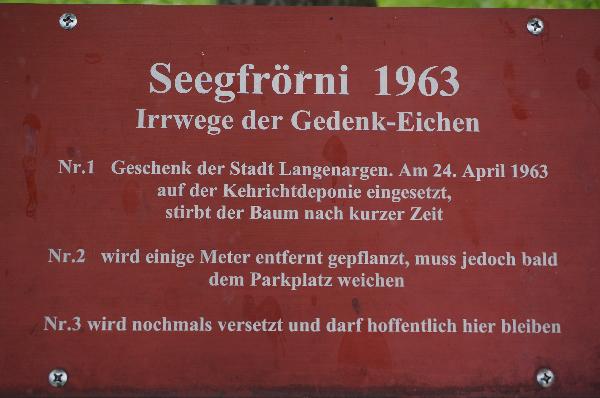 Seegfrörni 1963
Irrwege der Gedenk-Eichen
Nr.1 Geschenk der Stadt Langenargen. Am 24. April 1963
auf der Kehrichtdeponie eingesetzt,
stirbt der Baum nach kurzer Zeit
Nr.2 wird einige Meter entfernt gepflanzt, muss jedoch bald
dem Parkplatz weichen
Nr.3 wird nochmals versetzt und darf hoffentlich hier bleiben